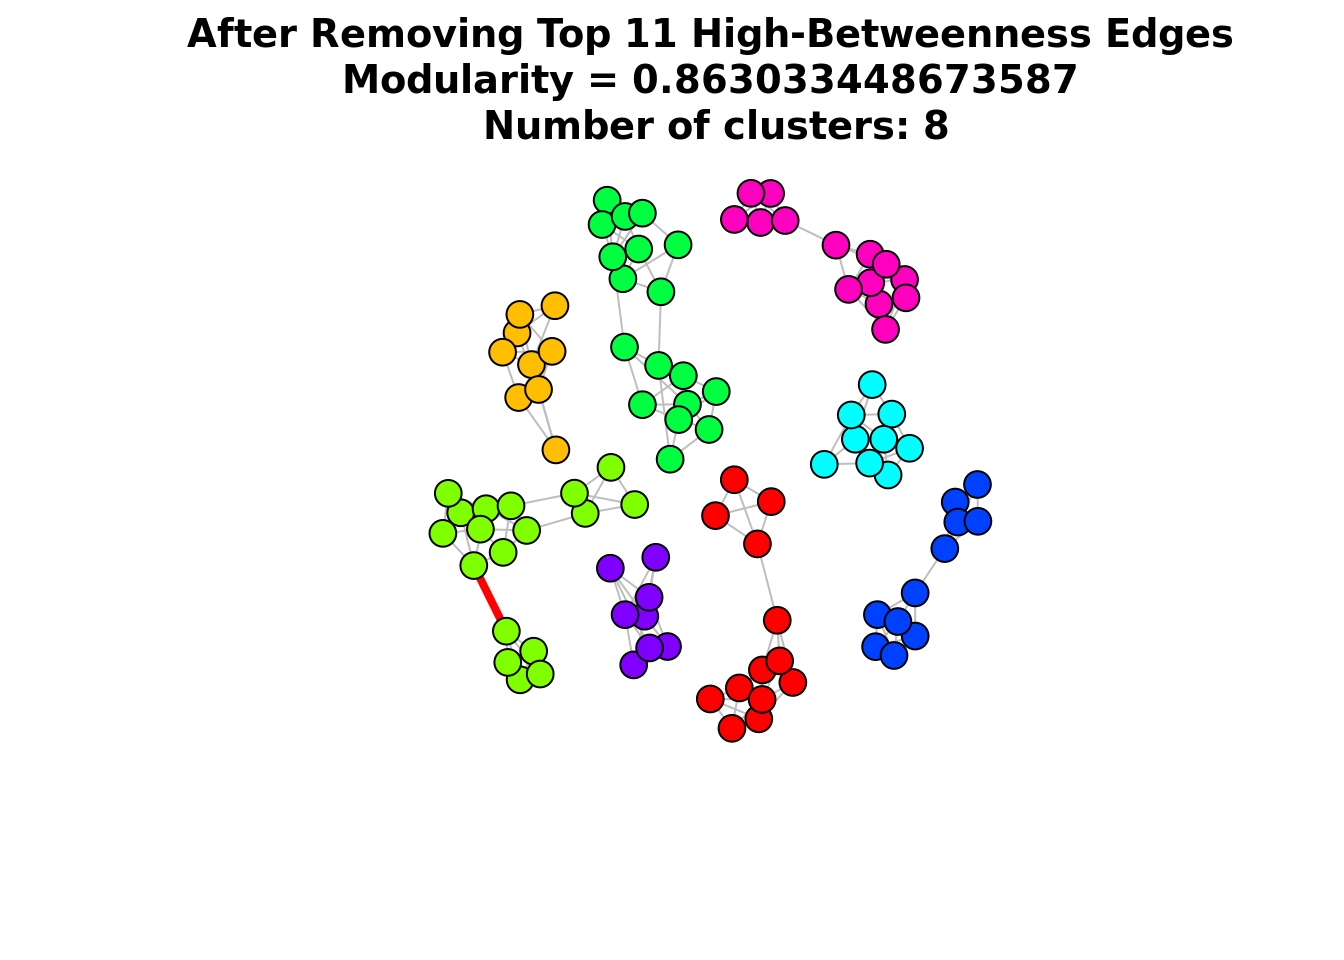 After Removing Top 11 High-Betweenness Edges
Modularity = 0.863033448673587
Number of clusters: 8